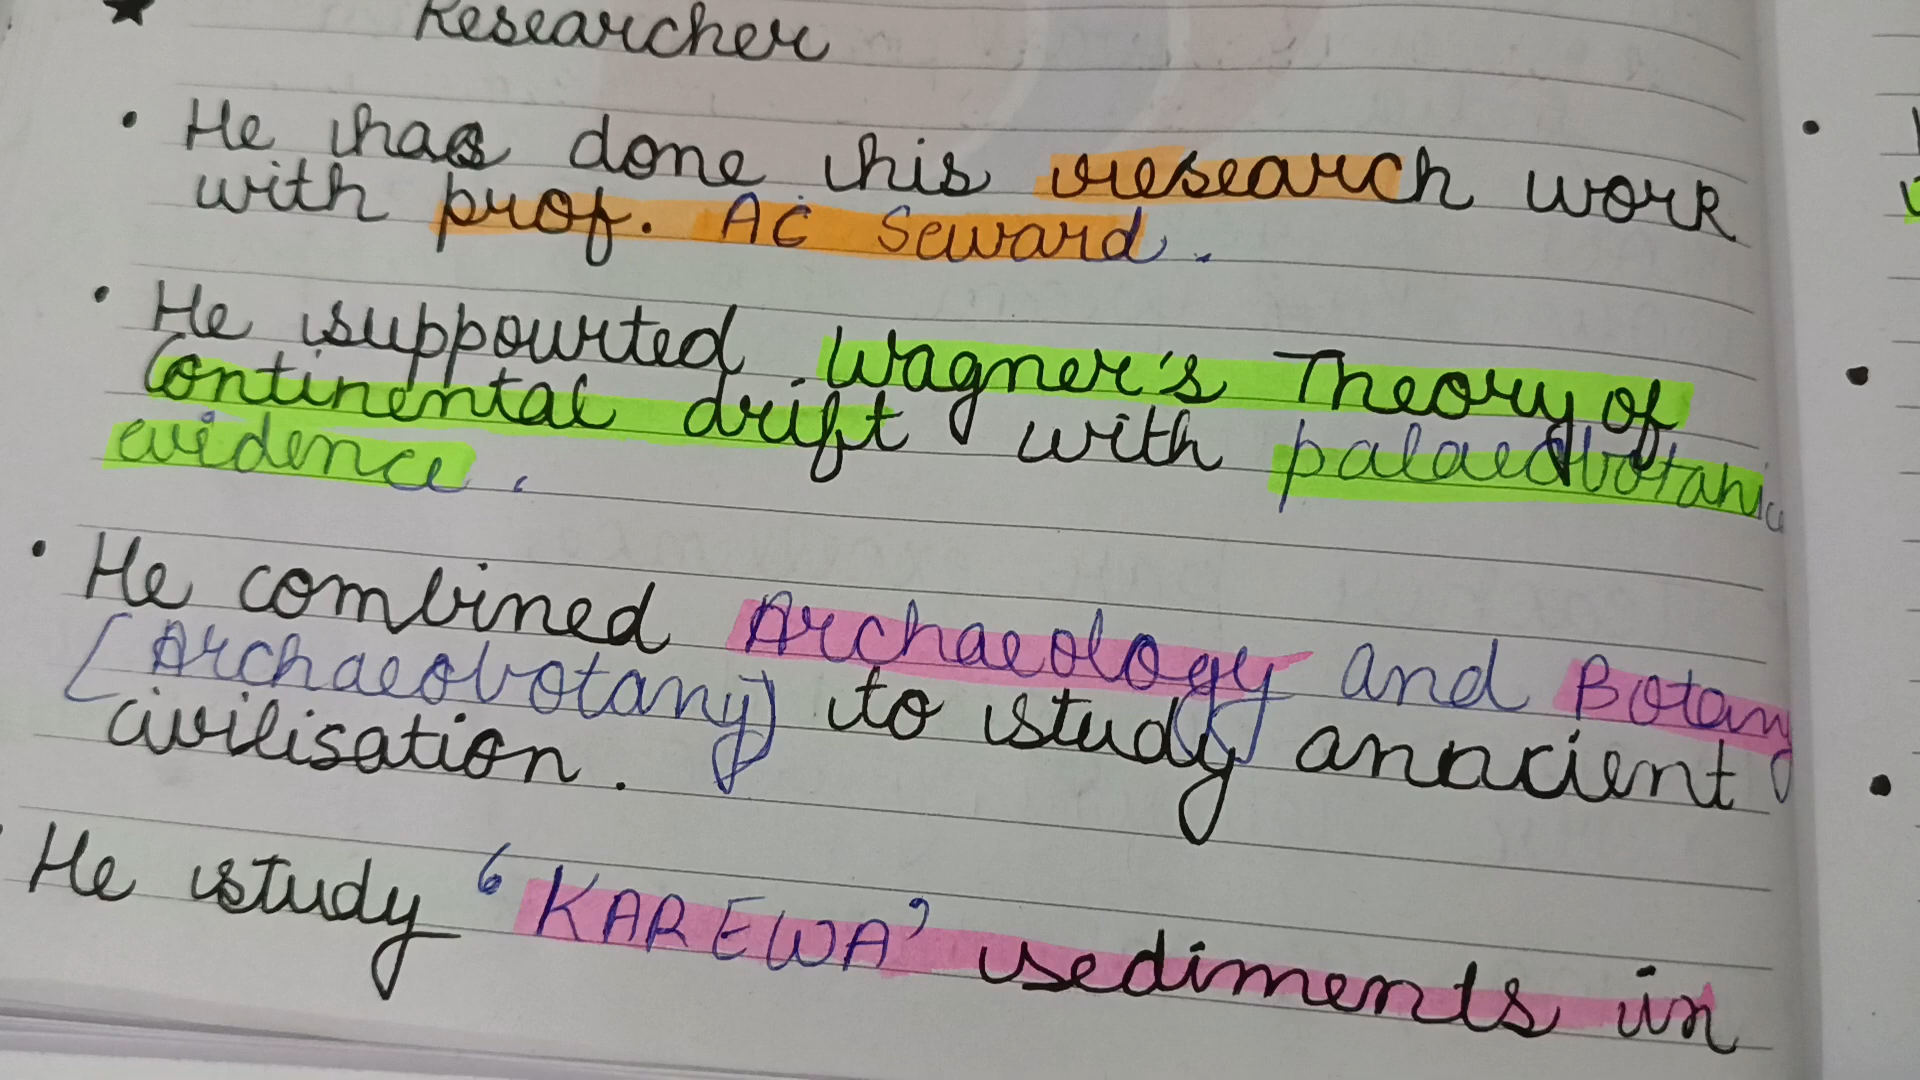 ★ Researcher
• He has done his research work
with prof. AC Seward.
• He suppourted Wagner's Theory of
Continental drift with palaeobotanic
evidence.
• He combined Archaeology and Botany
[Archaeobotany] to study anacient
civilisation.
He study 'KAREWA' sediments in